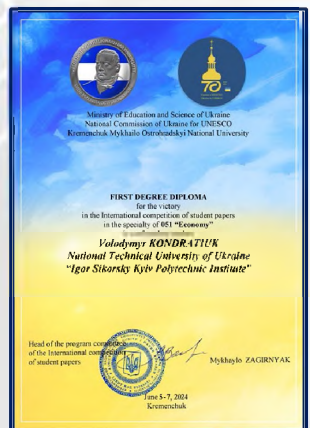 70
Ministry of Education and Science of Ukraine
National Commission of Ukraine for UNESCO
Kremenchuk Mykhailo Ostrohradskyi National University
FIRST DEGREE DIPLOMA
for the victory
in the International competition of student papers
in the specialty of 051 "Economy"
Volodymyr KONDRATIUK
National Technical University of Ukraine
"Igor Sikorsky Kyiv Polytechnic Institute"
Head of the program committee
of the International competition
of student papers
Mykhaylo ZAGIRNYAK
June 5-7, 2024
Kremenchuk